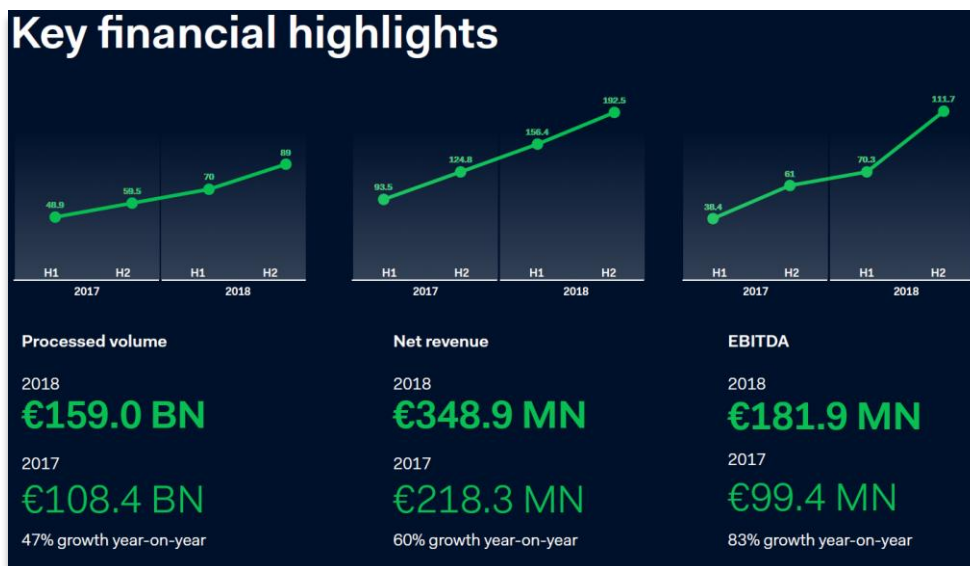 Key financial highlights
48.9
59.5
70
89
H1 H2 H1 H2
2017 2018
93.5
124.8
156.4
192.5
H1 H2 H1 H2
2017 2018
38.4
61
70.3
111.7
H1 H2 H1 H2
2017 2018
Processed volume
2018
€159.0 BN
2017
€108.4 BN
47% growth year-on-year
Net revenue
2018
€348.9 MN
2017
€218.3 MN
60% growth year-on-year
EBITDA
2018
€181.9 MN
2017
€99.4 MN
83% growth year-on-year